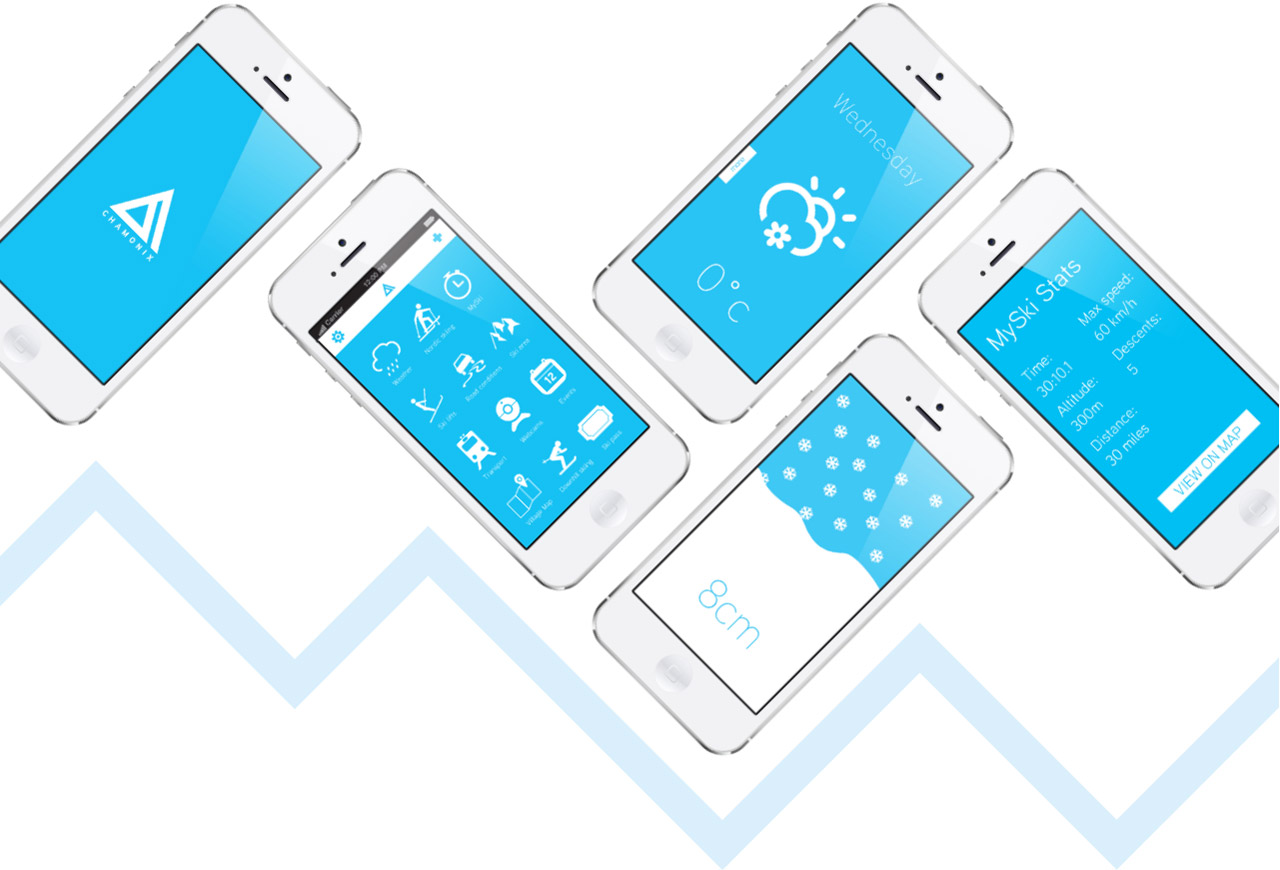 CHAMONIX
Carrier
12:00 PM
Weather
Nordic skiing
MySki
Ski lifts
Road conditions
Ski area
Transport
Webcams
Events
12
Village Map
Downhill skiing
Ski pass
Wednesday
0°C
8cm
MySki Stats
Time:
30:10:1
Altitude:
300m
Distance:
30 miles
Max speed:
60 km/h
Descents:
5
VIEW ON MAP